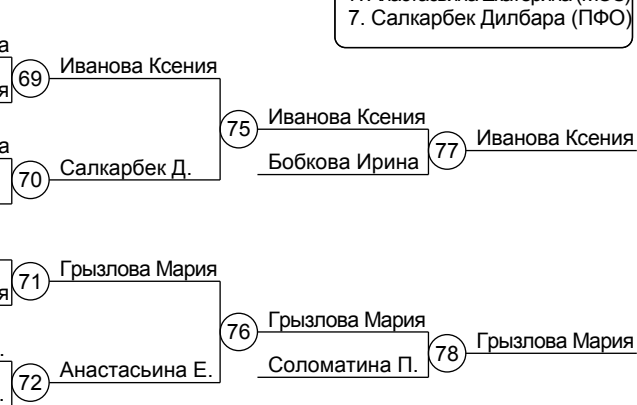 7. Салкарбек Дилбара (ПФО)
а
69
Иванова Ксения
я
75
Иванова Ксения
а
70
Салкарбек Д.
Бобкова Ирина
77
Иванова Ксения
71
Грызлова Мария
я
76
Грызлова Мария
72
Анастасьина Е.
Соломатина П.
78
Грызлова Мария